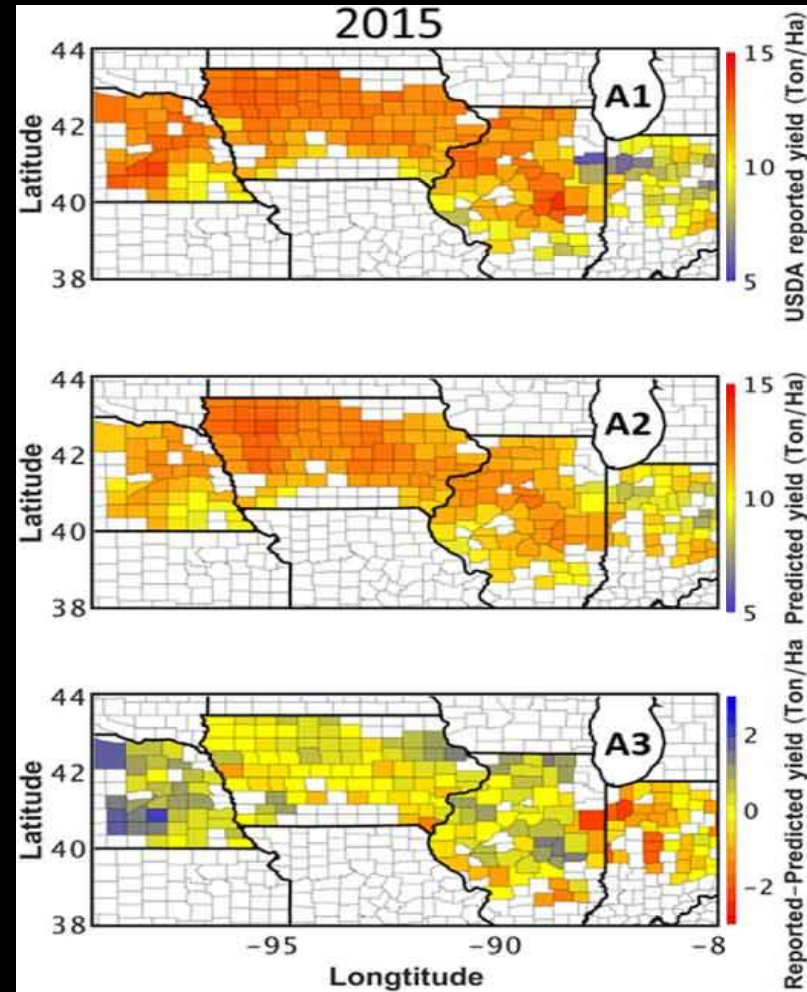 2015
44
42
40
38
Latitude
A1
15
10
5
USDA reported yield (Ton/Ha)
44
42
40
38
Latitude
A2
15
10
5
Predicted yield (Ton/Ha)
44
42
40
38
Latitude
A3
2
0
−2
Reported−Predicted yield (Ton/Ha
−95
−90
−8
Longtitude